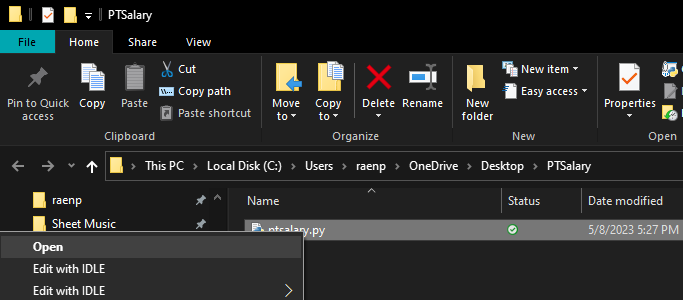 PTSalary
File Home Share View
Pin to Quick access
Copy
Paste
Cut
Copy path
Paste shortcut
Clipboard
Move to
Copy to
Delete
Rename
Organize
New folder
New item
Easy access
New
Properties
Open
This PC > Local Disk (C:) > Users > raenp > OneDrive > Desktop > PTSalary
raenp
Sheet Music
Name Status Date modified
ptsalary.py 5/8/2023 5:27 PM
Open
Edit with IDLE
Edit with IDLE